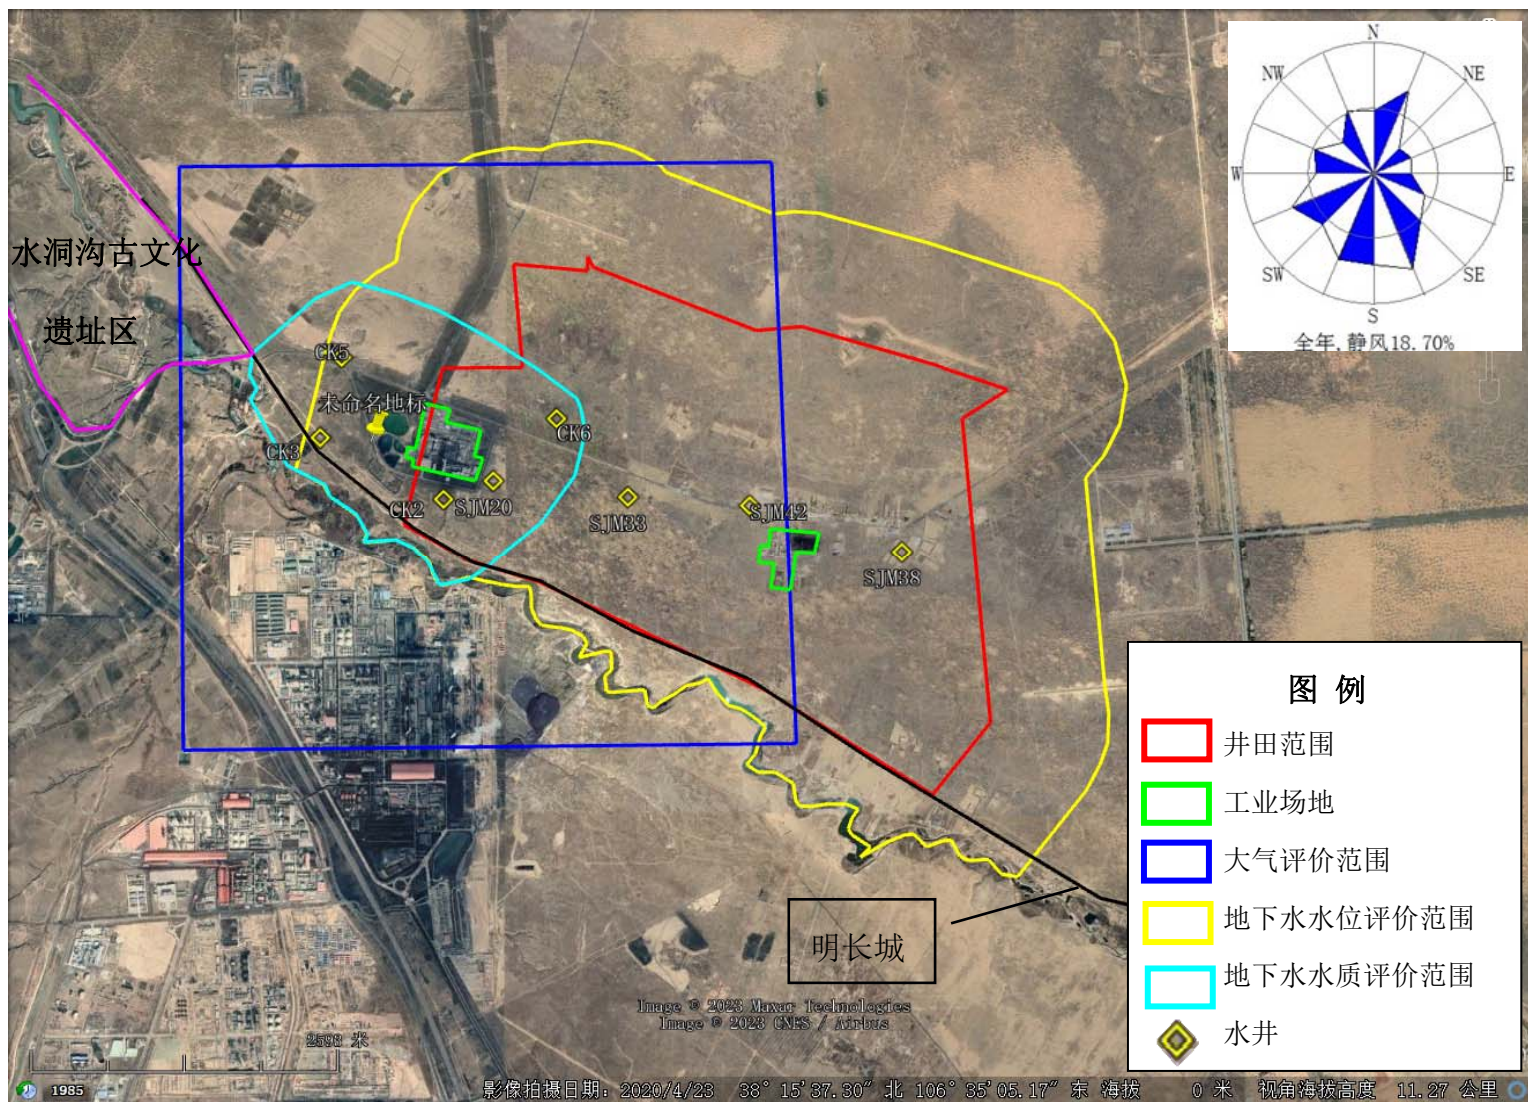 N
NW
NE
W
E
SW
SE
S
全年,静风18.70%
水洞沟古文化
遗址区
CK5
未命名地标
CK3
CK6
CK2
SJM20
SJM33
SJM42
SJM38
图 例
井田范围
工业场地
大气评价范围
地下水水位评价范围
地下水水质评价范围
水井
明长城
Image © 2023 Maxar Technologies
Image © 2023 CNES / Airbus
2598 米
1985
影像拍摄日期: 2020/4/23 38° 15'37.30" 北 106° 35'05.17" 东 海拔 0 米 视角海拔高度 11.27 公里